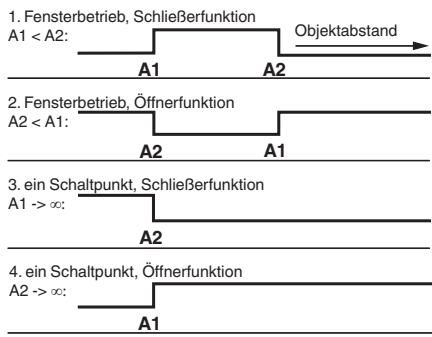 1. Fensterbetrieb, Schließerfunktion
A1 < A2:
Objektabstand
A1 A2
2. Fensterbetrieb, Öffnerfunktion
A2 < A1:
A2 A1
3. ein Schaltpunkt, Schließerfunktion
A1 -> ∞:
A2
4. ein Schaltpunkt, Öffnerfunktion
A2 -> ∞:
A1